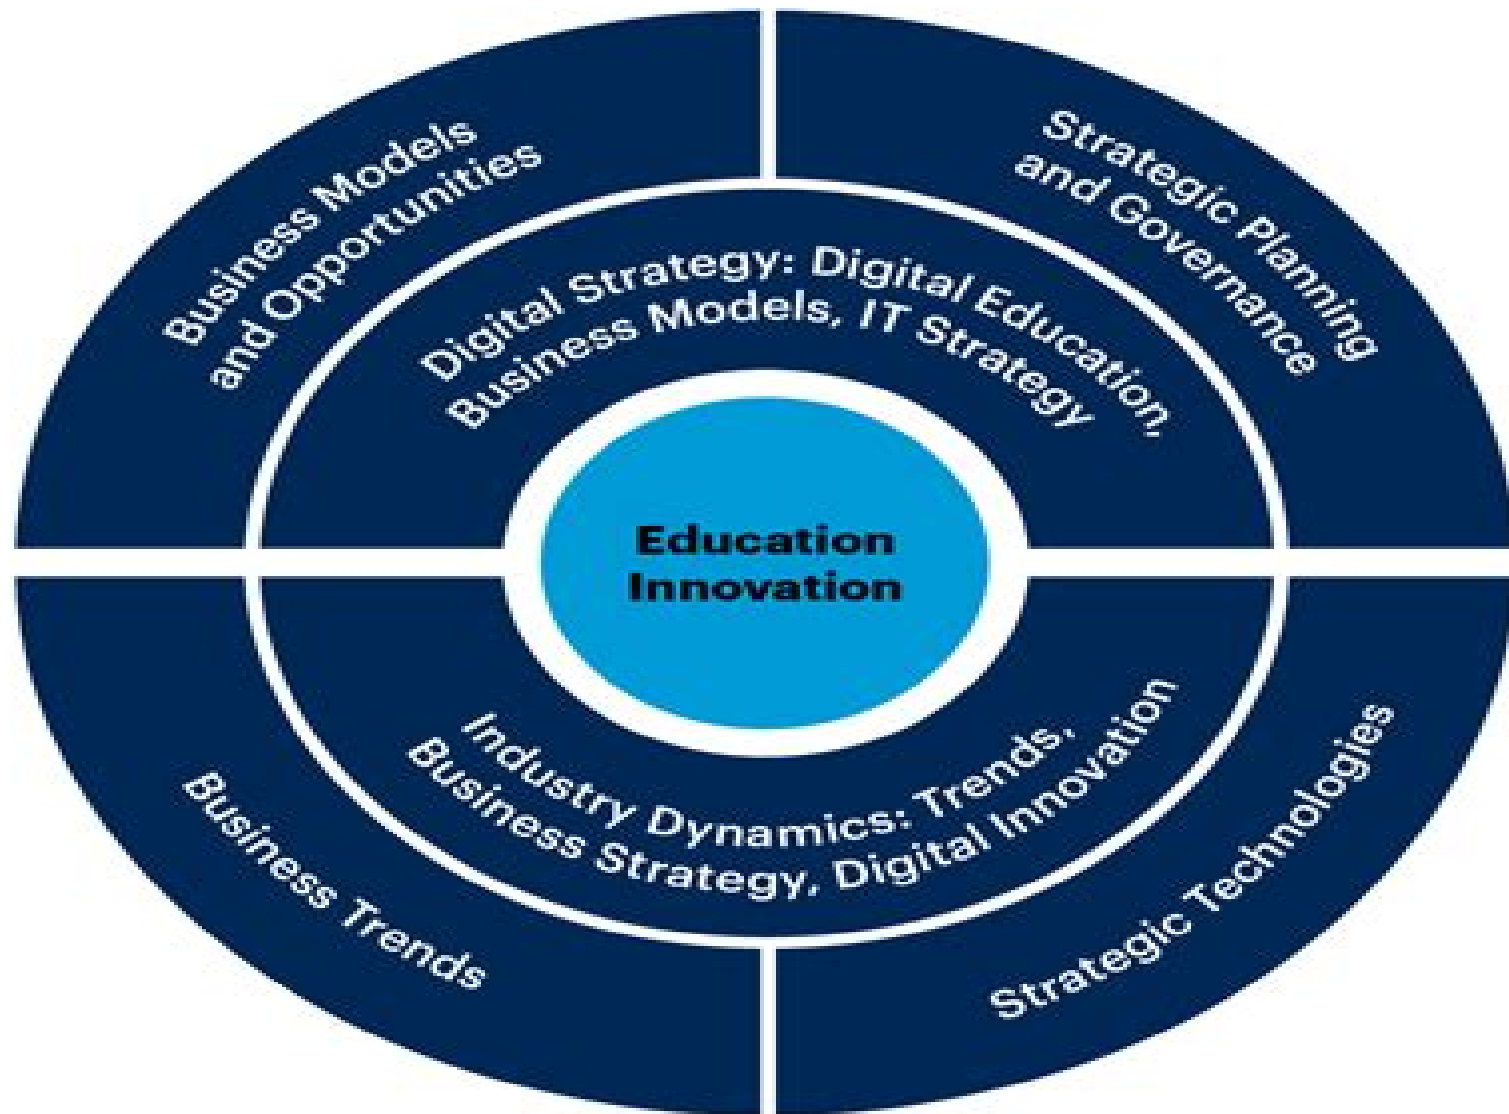 Business Models
and Opportunities
Strategic Planning
and Governance
Digital Strategy: Digital Education,
Business Models, IT Strategy
Education
Innovation
Industry Dynamics: Trends,
Business Strategy, Digital Innovation
Business Trends
Strategic Technologies